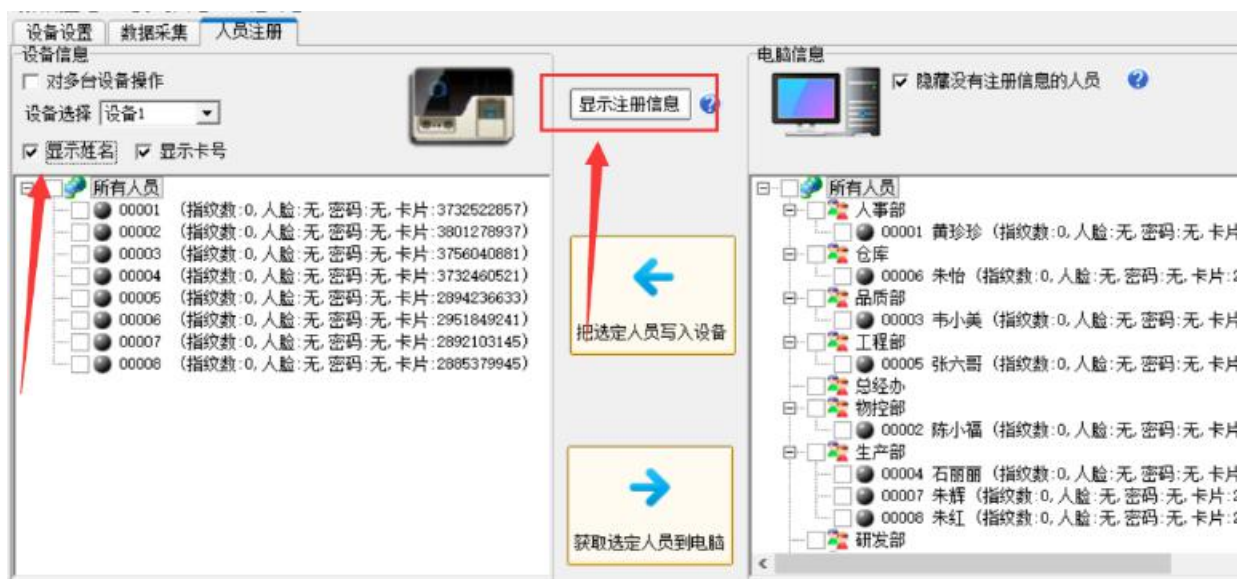 设备设置 数据采集 人员注册
设备信息
对多台设备操作
设备选择 设备1
显示姓名 显示卡号
所有人员
00001 (指纹数:0,人脸:无,密码:无,卡片:3732522857)
00002 (指纹数:0,人脸:无,密码:无,卡片:3801278937)
00003 (指纹数:0,人脸:无,密码:无,卡片:3756040881)
00004 (指纹数:0,人脸:无,密码:无,卡片:3732460521)
00005 (指纹数:0,人脸:无,密码:无,卡片:2894236633)
00006 (指纹数:0,人脸:无,密码:无,卡片:2951849241)
00007 (指纹数:0,人脸:无,密码:无,卡片:2892103145)
00008 (指纹数:0,人脸:无,密码:无,卡片:2885379945)
显示注册信息
把选定人员写入设备
获取选定人员到电脑
电脑信息
隐藏没有注册信息的人员
所有人员
人事部
00001 黄珍珍 (指纹数:0,人脸:无,密码:无,卡片
仓库
00006 朱怡 (指纹数:0,人脸:无,密码:无,卡片:2
品质部
00003 韦小美 (指纹数:0,人脸:无,密码:无,卡片
工程部
00005 张六哥 (指纹数:0,人脸:无,密码:无,卡片
总经办
物控部
00002 陈小福 (指纹数:0,人脸:无,密码:无,卡片
生产部
00004 石丽丽 (指纹数:0,人脸:无,密码:无,卡片
00007 朱辉 (指纹数:0,人脸:无,密码:无,卡片:2
00008 朱红 (指纹数:0,人脸:无,密码:无,卡片:2
研发部